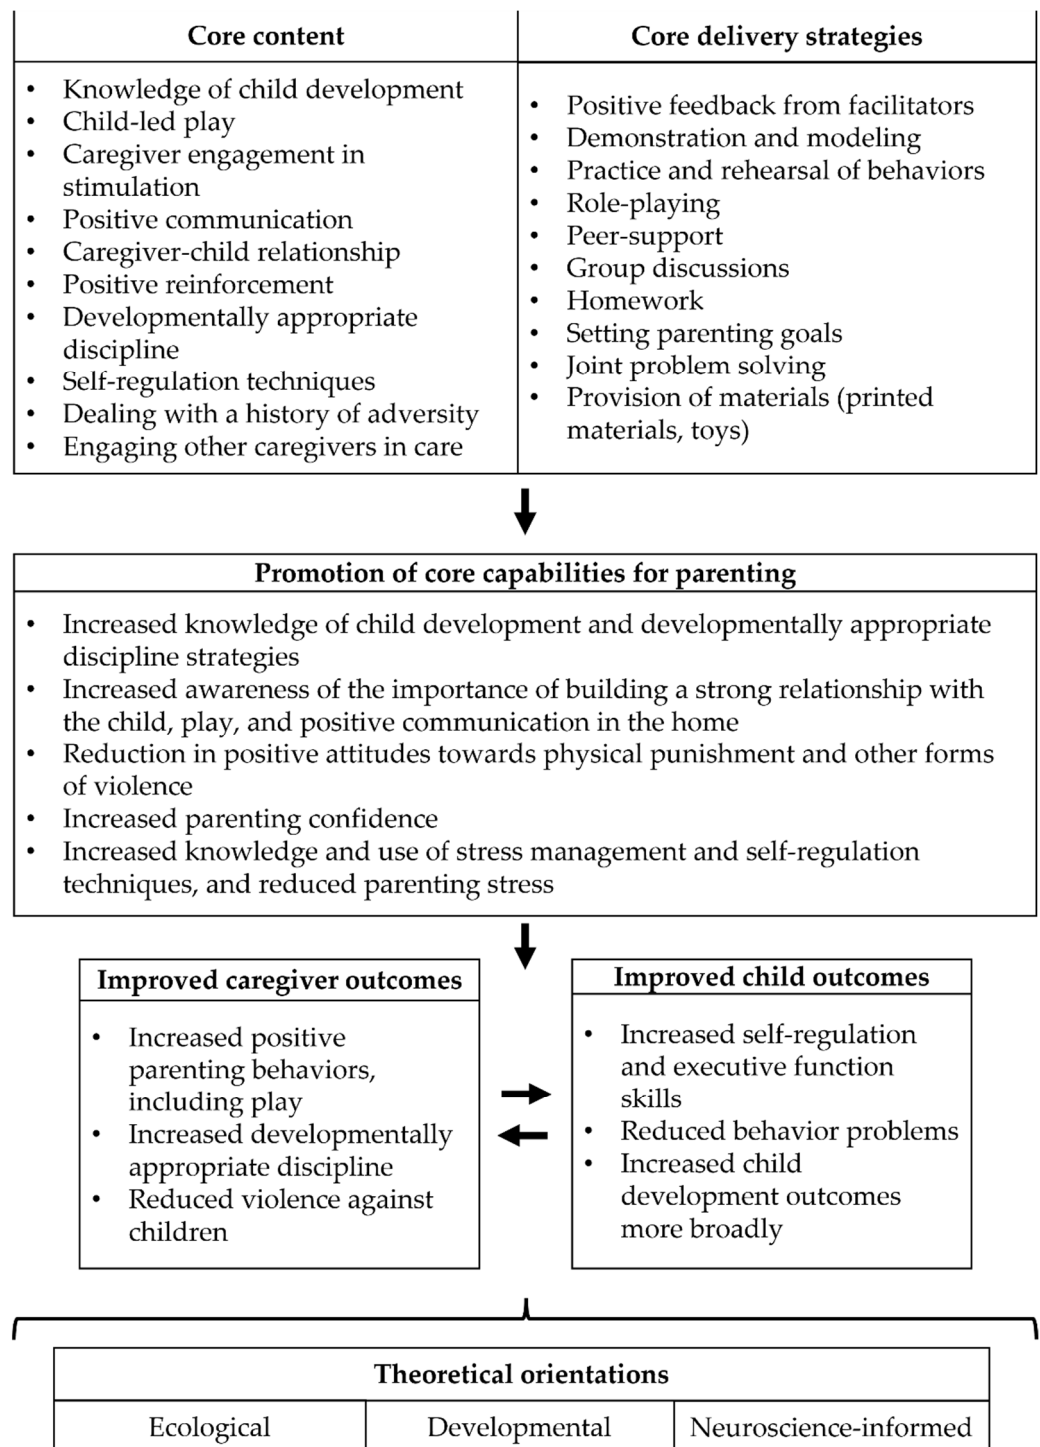 Core content
• Knowledge of child development
• Child-led play
• Caregiver engagement in
stimulation
• Positive communication
• Caregiver-child relationship
• Positive reinforcement
• Developmentally appropriate
discipline
• Self-regulation techniques
• Dealing with a history of adversity
• Engaging other caregivers in care
Core delivery strategies
• Positive feedback from facilitators
• Demonstration and modeling
• Practice and rehearsal of behaviors
• Role-playing
• Peer-support
• Group discussions
• Homework
• Setting parenting goals
• Joint problem solving
• Provision of materials (printed
materials, toys)
Promotion of core capabilities for parenting
• Increased knowledge of child development and developmentally appropriate
discipline strategies
• Increased awareness of the importance of building a strong relationship with
the child, play, and positive communication in the home
• Reduction in positive attitudes towards physical punishment and other forms
of violence
• Increased parenting confidence
• Increased knowledge and use of stress management and self-regulation
techniques, and reduced parenting stress
Improved caregiver outcomes
• Increased positive
parenting behaviors,
including play
• Increased developmentally
appropriate discipline
• Reduced violence against
children
Improved child outcomes
• Increased self-regulation
and executive function
skills
• Reduced behavior problems
• Increased child
development outcomes
more broadly
Theoretical orientations
Ecological
Developmental
Neuroscience-informed